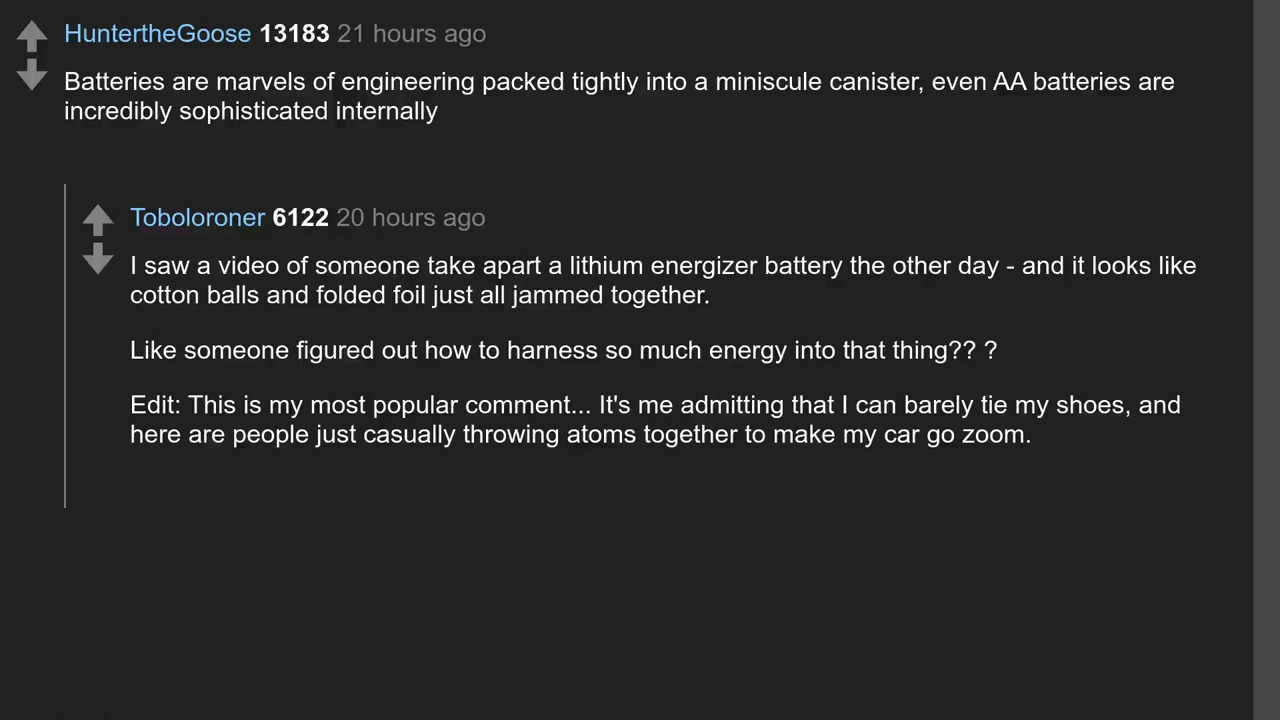 HuntertheGoose 13183 21 hours ago
Batteries are marvels of engineering packed tightly into a miniscule canister, even AA batteries are
incredibly sophisticated internally
Toboloroner 6122 20 hours ago
I saw a video of someone take apart a lithium energizer battery the other day - and it looks like
cotton balls and folded foil just all jammed together.
Like someone figured out how to harness so much energy into that thing?? ?
Edit: This is my most popular comment... It's me admitting that I can barely tie my shoes, and
here are people just casually throwing atoms together to make my car go zoom.